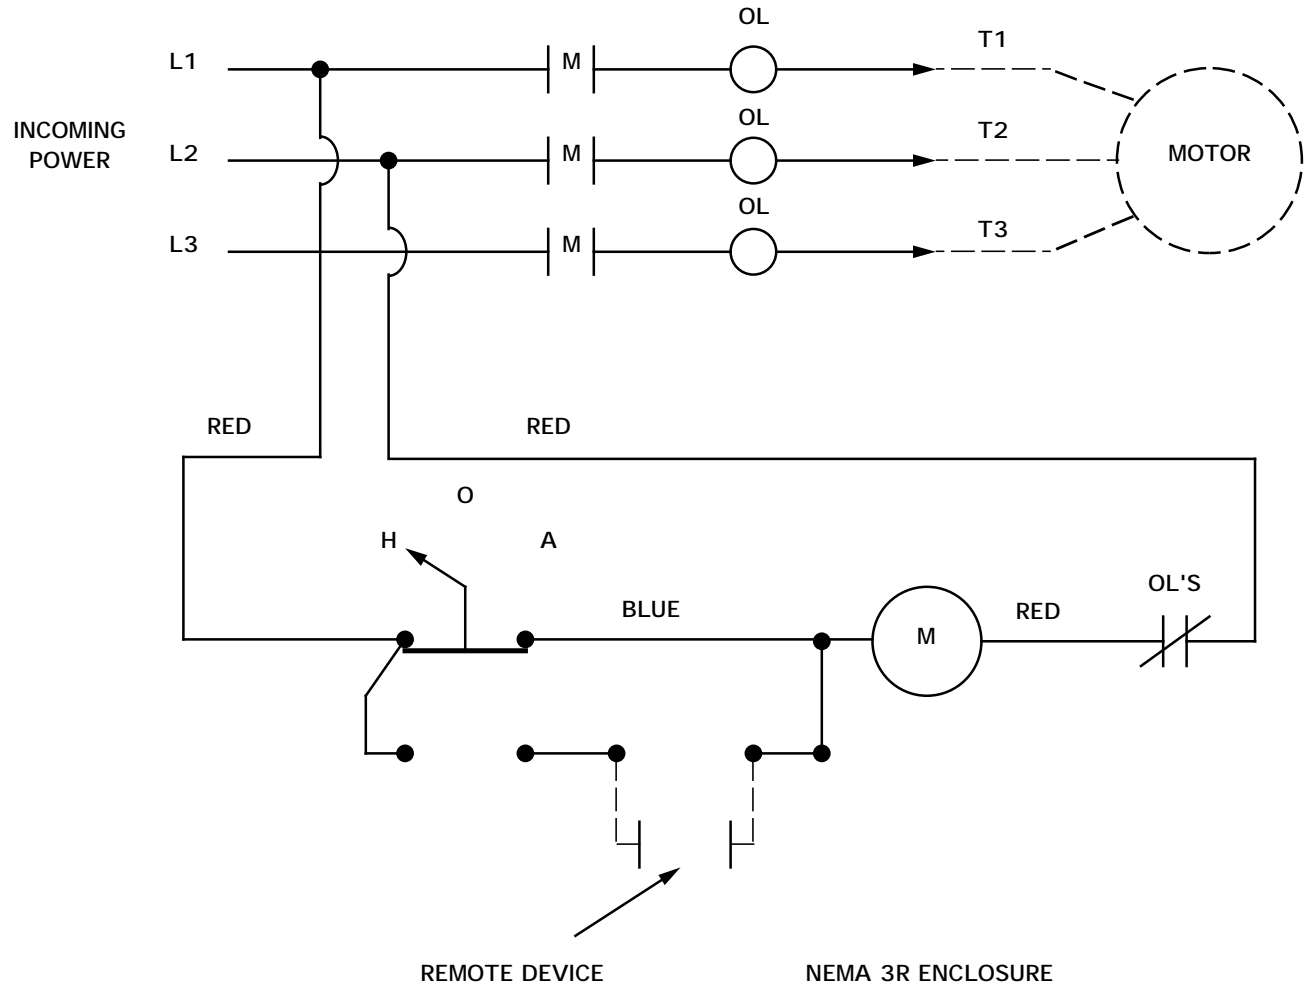 OL
L1
M
T1
INCOMING
POWER
OL
L2
M
T2
MOTOR
OL
L3
M
T3
RED
RED
O
H
A
BLUE
M
RED
OL'S
REMOTE DEVICE
NEMA 3R ENCLOSURE